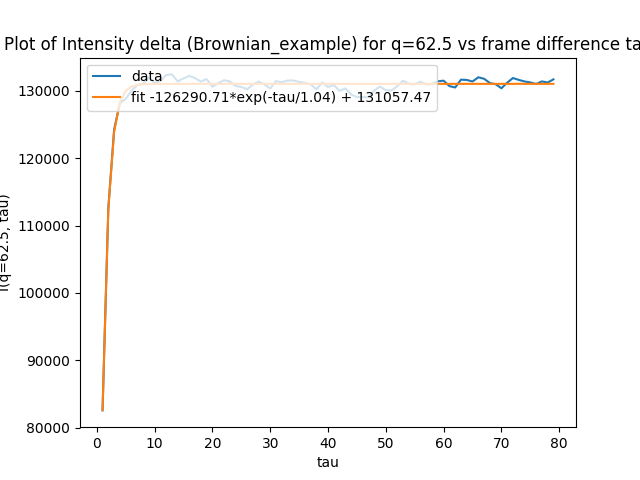 Plot of Intensity delta (Brownian_example) for q=62.5 vs frame difference ta
data
fit -126290.71*exp(-tau/1.04) + 131057.47
I(q=62.5, tau)
130000
120000
110000
100000
90000
80000
0 10 20 30 40 50 60 70 80
tau